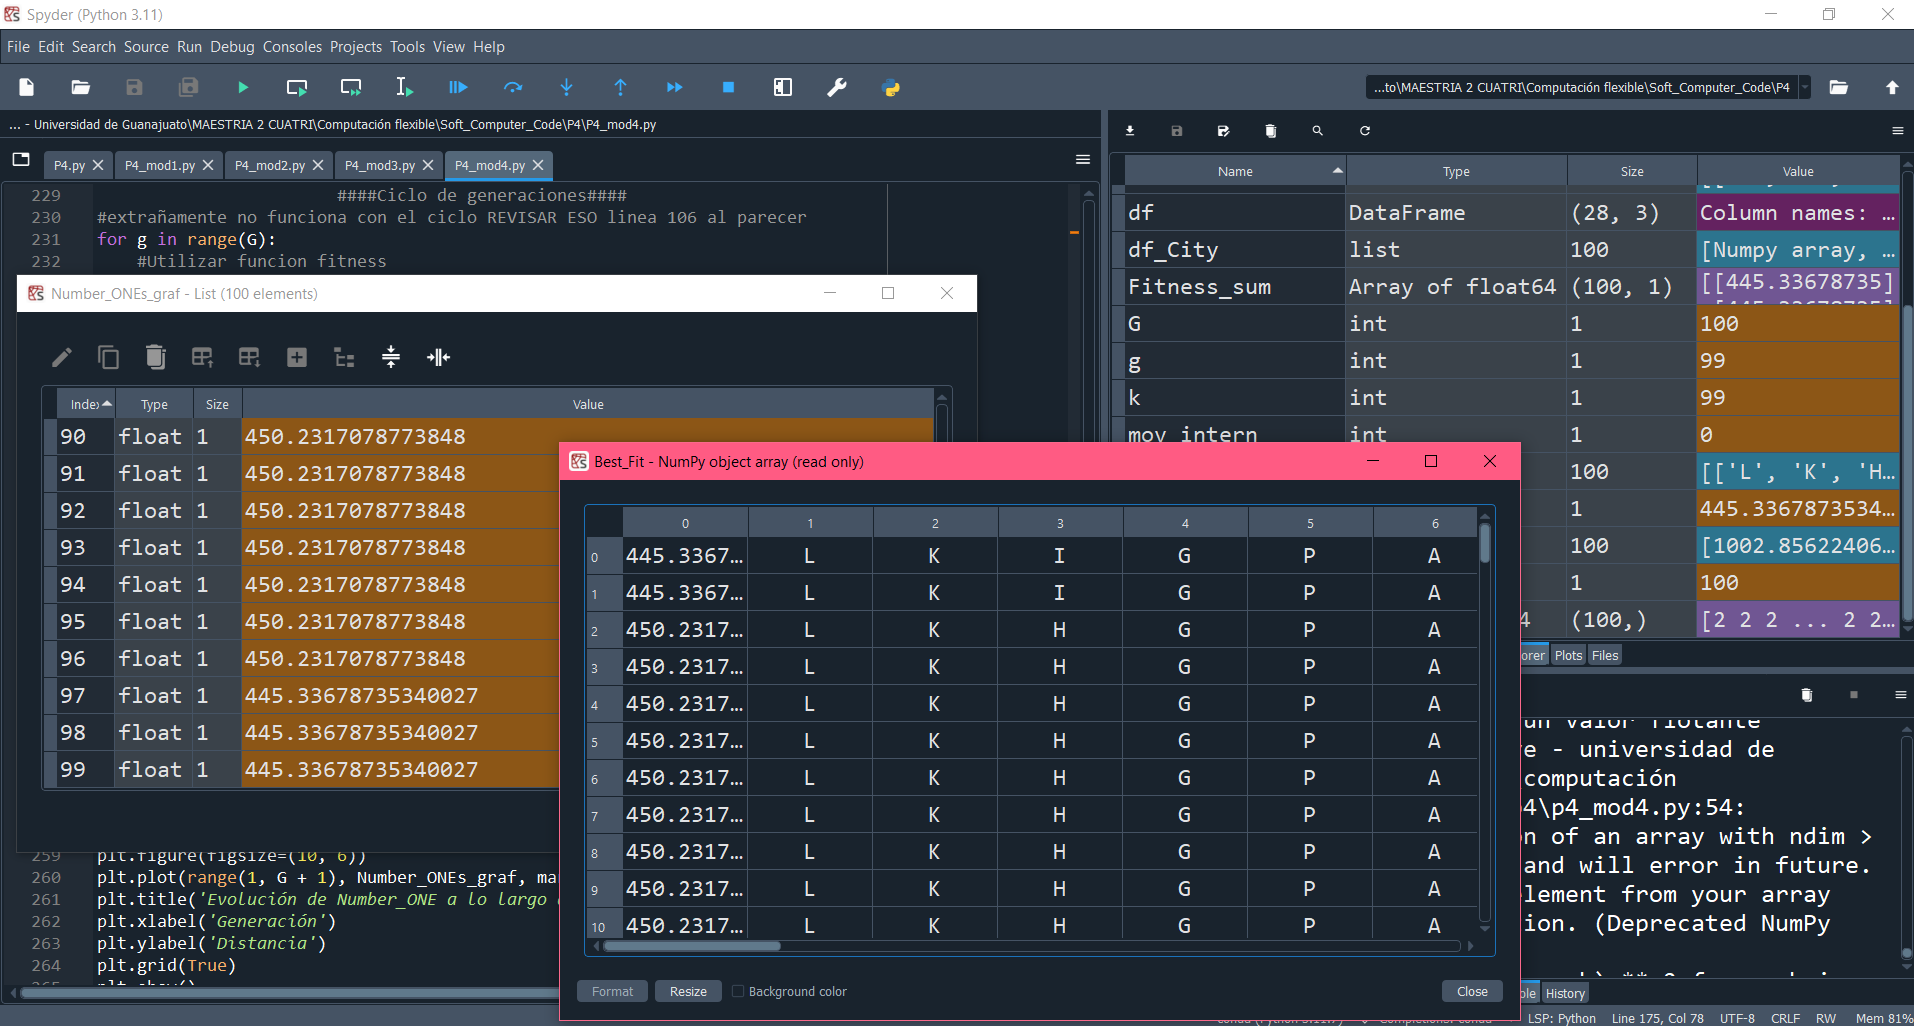 Spyder (Python 3.11)
File Edit Search Source Run Debug Consoles Projects Tools View Help
...to\MAESTRIA 2 CUATRI\Computación flexible\Soft_Computer_Code\P4
... - Universidad de Guanajuato\MAESTRIA 2 CUATRI\Computación flexible\Soft_Computer_Code\P4\P4_mod4.py
P4.py P4_mod1.py P4_mod2.py P4_mod3.py P4_mod4.py
229 ####Ciclo de generaciones####
230 #extrañamente no funciona con el ciclo REVISAR ESO linea 106 al parecer
231 for g in range(G):
232 #Utilizar funcion fitness
Number_ONEs_graf - List (100 elements)
Index Type Size Value
90 float 1 450.2317078773848
91 float 1 450.2317078773848
92 float 1 450.2317078773848
93 float 1 450.2317078773848
94 float 1 450.2317078773848
95 float 1 450.2317078773848
96 float 1 450.2317078773848
97 float 1 445.33678735340027
98 float 1 445.33678735340027
99 float 1 445.33678735340027
259 plt.figure(figsize=(10, 6))
260 plt.plot(range(1, G + 1), Number_ONEs_graf, ma
261 plt.title('Evolución de Number_ONE a lo largo
262 plt.xlabel('Generación')
263 plt.ylabel('Distancia')
264 plt.grid(True)
265 plt.show()
Name Type Size Value
df DataFrame (28, 3) Column names: ...
df_City list 100 [Numpy array, ...
Fitness_sum Array of float64 (100, 1) [[445.33678735]
G int 1 100
g int 1 99
k int 1 99
mov_intern int 1 0
100 [['L', 'K', 'H...
1 445.3367873534...
100 [1002.85622406...
1 100
4 (100,) [2 2 2 ... 2 2...
Best_Fit - NumPy object array (read only)
0 1 2 3 4 5 6
0 445.3367... L K I G P A
1 445.3367... L K I G P A
2 450.2317... L K H G P A
3 450.2317... L K H G P A
4 450.2317... L K H G P A
5 450.2317... L K H G P A
6 450.2317... L K H G P A
7 450.2317... L K H G P A
8 450.2317... L K H G P A
9 450.2317... L K H G P A
10 450.2317... L K H G P A
Format Resize Background color Close
orer Plots Files
un valor flotante
re - universidad de
computación
p4\p4_mod4.py:54:
on of an array with ndim >
and will error in future.
element from your array
ion. (Deprecated NumPy
ole History
conda (Python 3.11.7) Completions: conda LSP: Python Line 175, Col 78 UTF-8 CRLF RW Mem 81%